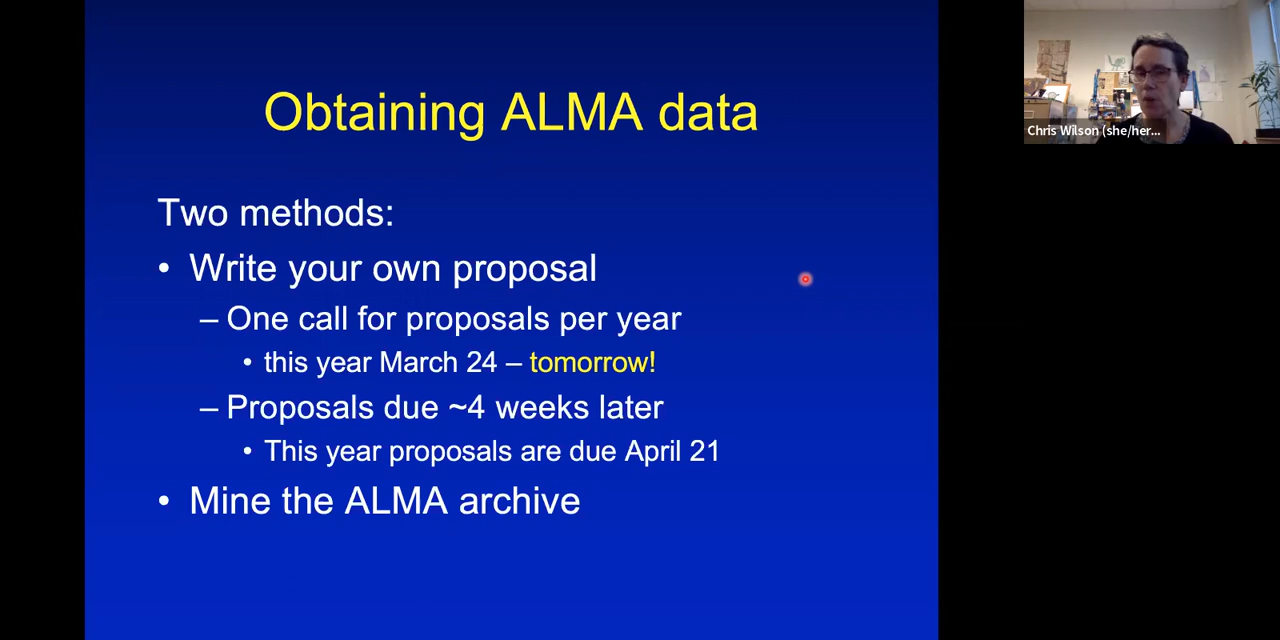 Obtaining ALMA data
Two methods:
• Write your own proposal
– One call for proposals per year
• this year March 24 – tomorrow!
– Proposals due ~4 weeks later
• This year proposals are due April 21
• Mine the ALMA archive
Chris Wilson (she/her...